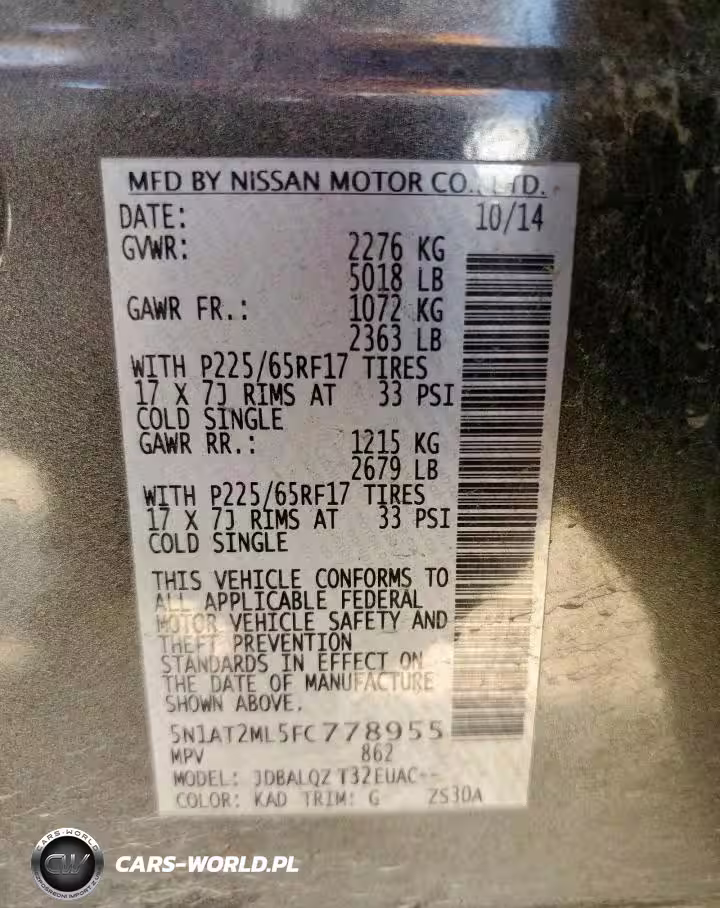 MFD BY NISSAN MOTOR CO., LTD.
DATE: 10/14
GVWR: 2276 KG
5018 LB
GAWR FR.: 1072 KG
2363 LB
WITH P225/65RF17 TIRES
17 X 7J RIMS AT 33 PSI
COLD SINGLE
GAWR RR.: 1215 KG
2679 LB
WITH P225/65RF17 TIRES
17 X 7J RIMS AT 33 PSI
COLD SINGLE
THIS VEHICLE CONFORMS TO
ALL APPLICABLE FEDERAL
MOTOR VEHICLE SAFETY AND
THEFT PREVENTION
STANDARDS IN EFFECT ON
THE DATE OF MANUFACTURE
SHOWN ABOVE.
5N1AT2ML5FC778955
MPV 862
MODEL: JDBALQZ T32EUAC--
COLOR: KAD TRIM: G ZS30A
CARS-WORLD
CW
CARS-WORLD.PL